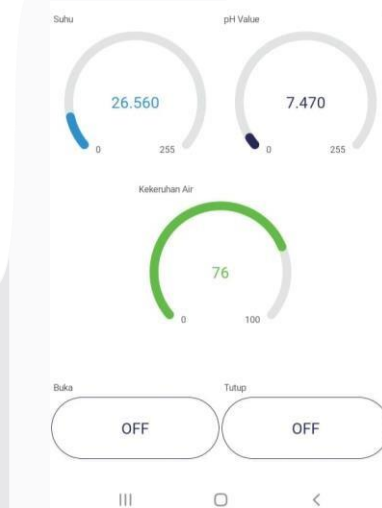 Suhu
pH Value
26.560
7.470
0 255
0 255
Kekeruhan Air
76
0 100
Buka
Tutup
OFF
OFF